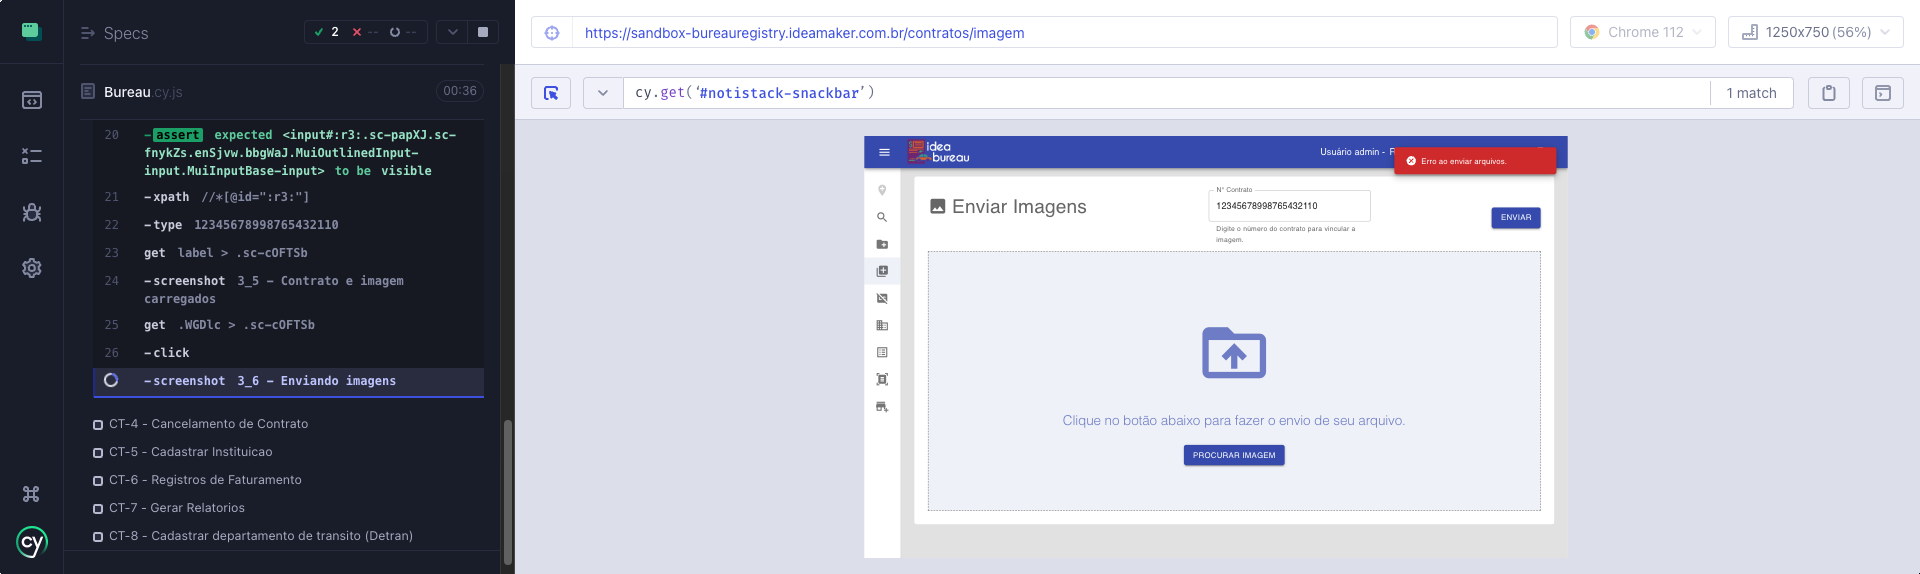 Specs
2
--
--
https://sandbox-bureauregistry.ideamaker.com.br/contratos/imagem
Chrome 112
1250x750 (56%)
Bureau.cy.js
00:36
cy.get('#notistack-snackbar')
1 match
20 -assert expected <input#:r3:.sc-papXJ.sc-
fnykZs.enSjvw.bbgWaJ.MuiOutlinedInput-
input.MuiInputBase-input> to be visible
21 -xpath //*[@id=":r3:"]
22 -type 12345678998765432110
23 get label > .sc-cOFTSb
24 -screenshot 3_5 - Contrato e imagem
carregados
25 get .WGDlc > .sc-cOFTSb
26 -click
-screenshot 3_6 - Enviando imagens
CT-4 - Cancelamento de Contrato
CT-5 - Cadastrar Instituicao
CT-6 - Registros de Faturamento
CT-7 - Gerar Relatorios
CT-8 - Cadastrar departamento de transito (Detran)
cy
idea
bureau
Usuário admin -
Erro ao enviar arquivos.
Enviar Imagens
N° Contrato
12345678998765432110
Digite o número do contrato para vincular a
imagem.
ENVIAR
Clique no botão abaixo para fazer o envio de seu arquivo.
PROCURAR IMAGEM